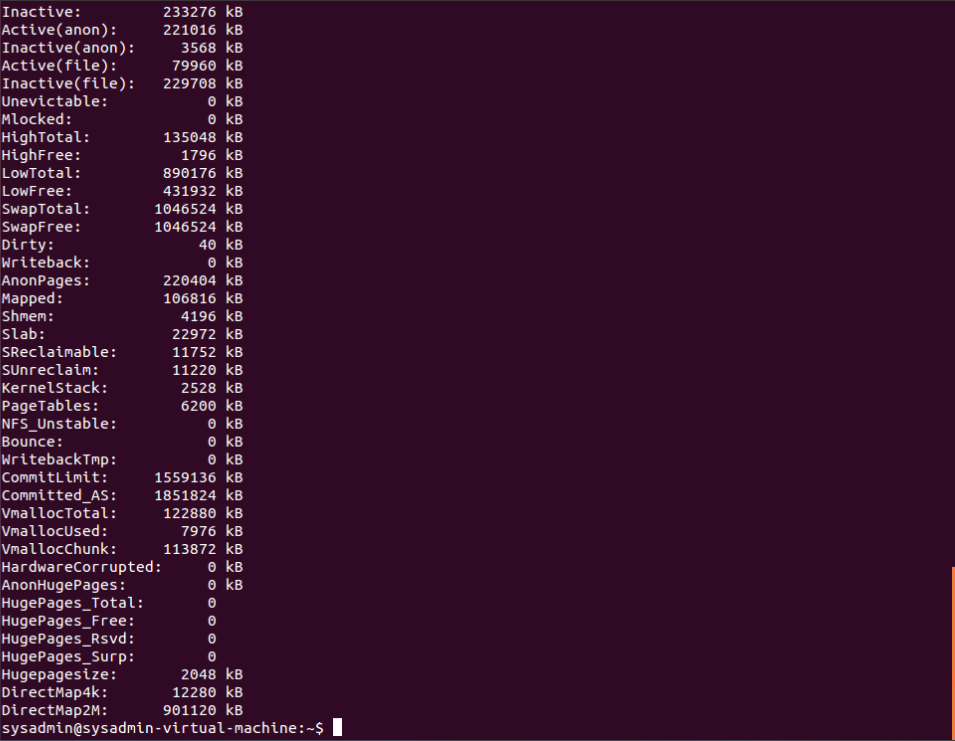 Inactive:         233276 kB
Active(anon):     221016 kB
Inactive(anon):     3568 kB
Active(file):      79960 kB
Inactive(file):   229708 kB
Unevictable:           0 kB
Mlocked:               0 kB
HighTotal:        135048 kB
HighFree:           1796 kB
LowTotal:         890176 kB
LowFree:          431932 kB
SwapTotal:       1046524 kB
SwapFree:        1046524 kB
Dirty:                40 kB
Writeback:             0 kB
AnonPages:        220404 kB
Mapped:           106816 kB
Shmem:              4196 kB
Slab:              22972 kB
SReclaimable:      11752 kB
SUnreclaim:        11220 kB
KernelStack:        2528 kB
PageTables:         6200 kB
NFS_Unstable:          0 kB
Bounce:                0 kB
WritebackTmp:          0 kB
CommitLimit:     1559136 kB
Committed_AS:    1851824 kB
VmallocTotal:     122880 kB
VmallocUsed:        7976 kB
VmallocChunk:     113872 kB
HardwareCorrupted:     0 kB
AnonHugePages:         0 kB
HugePages_Total:       0
HugePages_Free:        0
HugePages_Rsvd:        0
HugePages_Surp:        0
Hugepagesize:       2048 kB
DirectMap4k:       12280 kB
DirectMap2M:      901120 kB
sysadmin@sysadmin-virtual-machine:~$